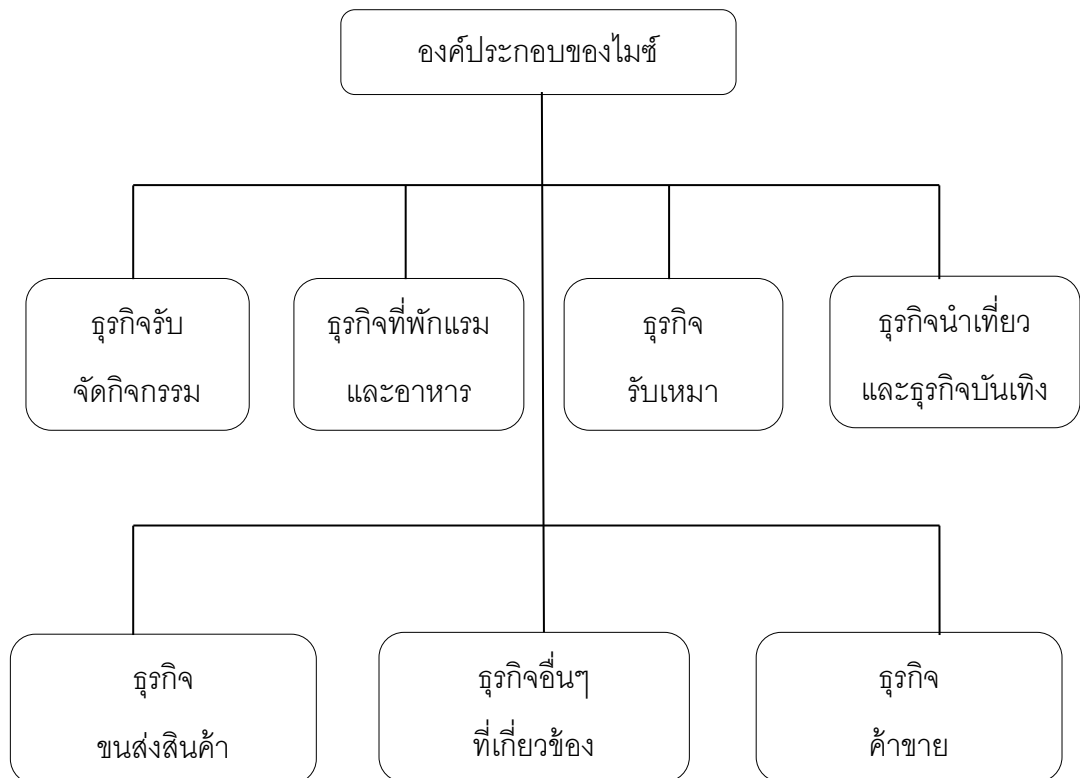 องค์ประกอบของไมซ์
ธุรกิจรับ
จัดกิจกรรม
ธุรกิจที่พักแรม
และอาหาร
ธุรกิจ
รับเหมา
ธุรกิจนำเที่ยว
และธุรกิจบันเทิง
ธุรกิจ
ขนส่งสินค้า
ธุรกิจอื่นๆ
ที่เกี่ยวข้อง
ธุรกิจ
ค้าขาย